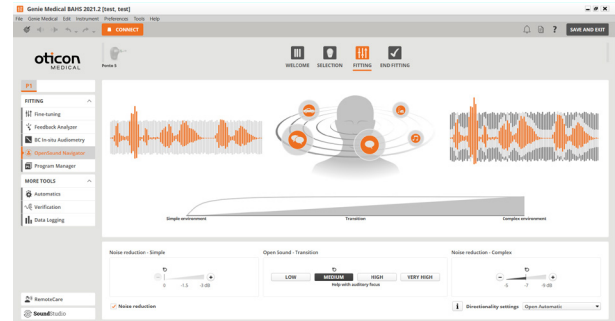 Genie Medical BAHS 2021.2 [test, test]
File Genie Medical Edit Instrument Preferences Tools Help
CONNECT
? SAVE AND EXIT
oticon
MEDICAL
Ponto 5
WELCOME SELECTION FITTING END FITTING
P1
FITTING
Fine-tuning
Feedback Analyzer
BC In-situ Audiometry
OpenSound Navigator
Program Manager
MORE TOOLS
Automatics
Verification
Data Logging
RemoteCare
SoundStudio
Simple environment Transition Complex environment
Noise reduction - Simple
0 -1.5 -3 dB
Noise reduction
Open Sound - Transition
LOW MEDIUM HIGH VERY HIGH
Help with auditory focus
Noise reduction - Complex
-5 -7 -9 dB
i Directionality settings Open Automatic